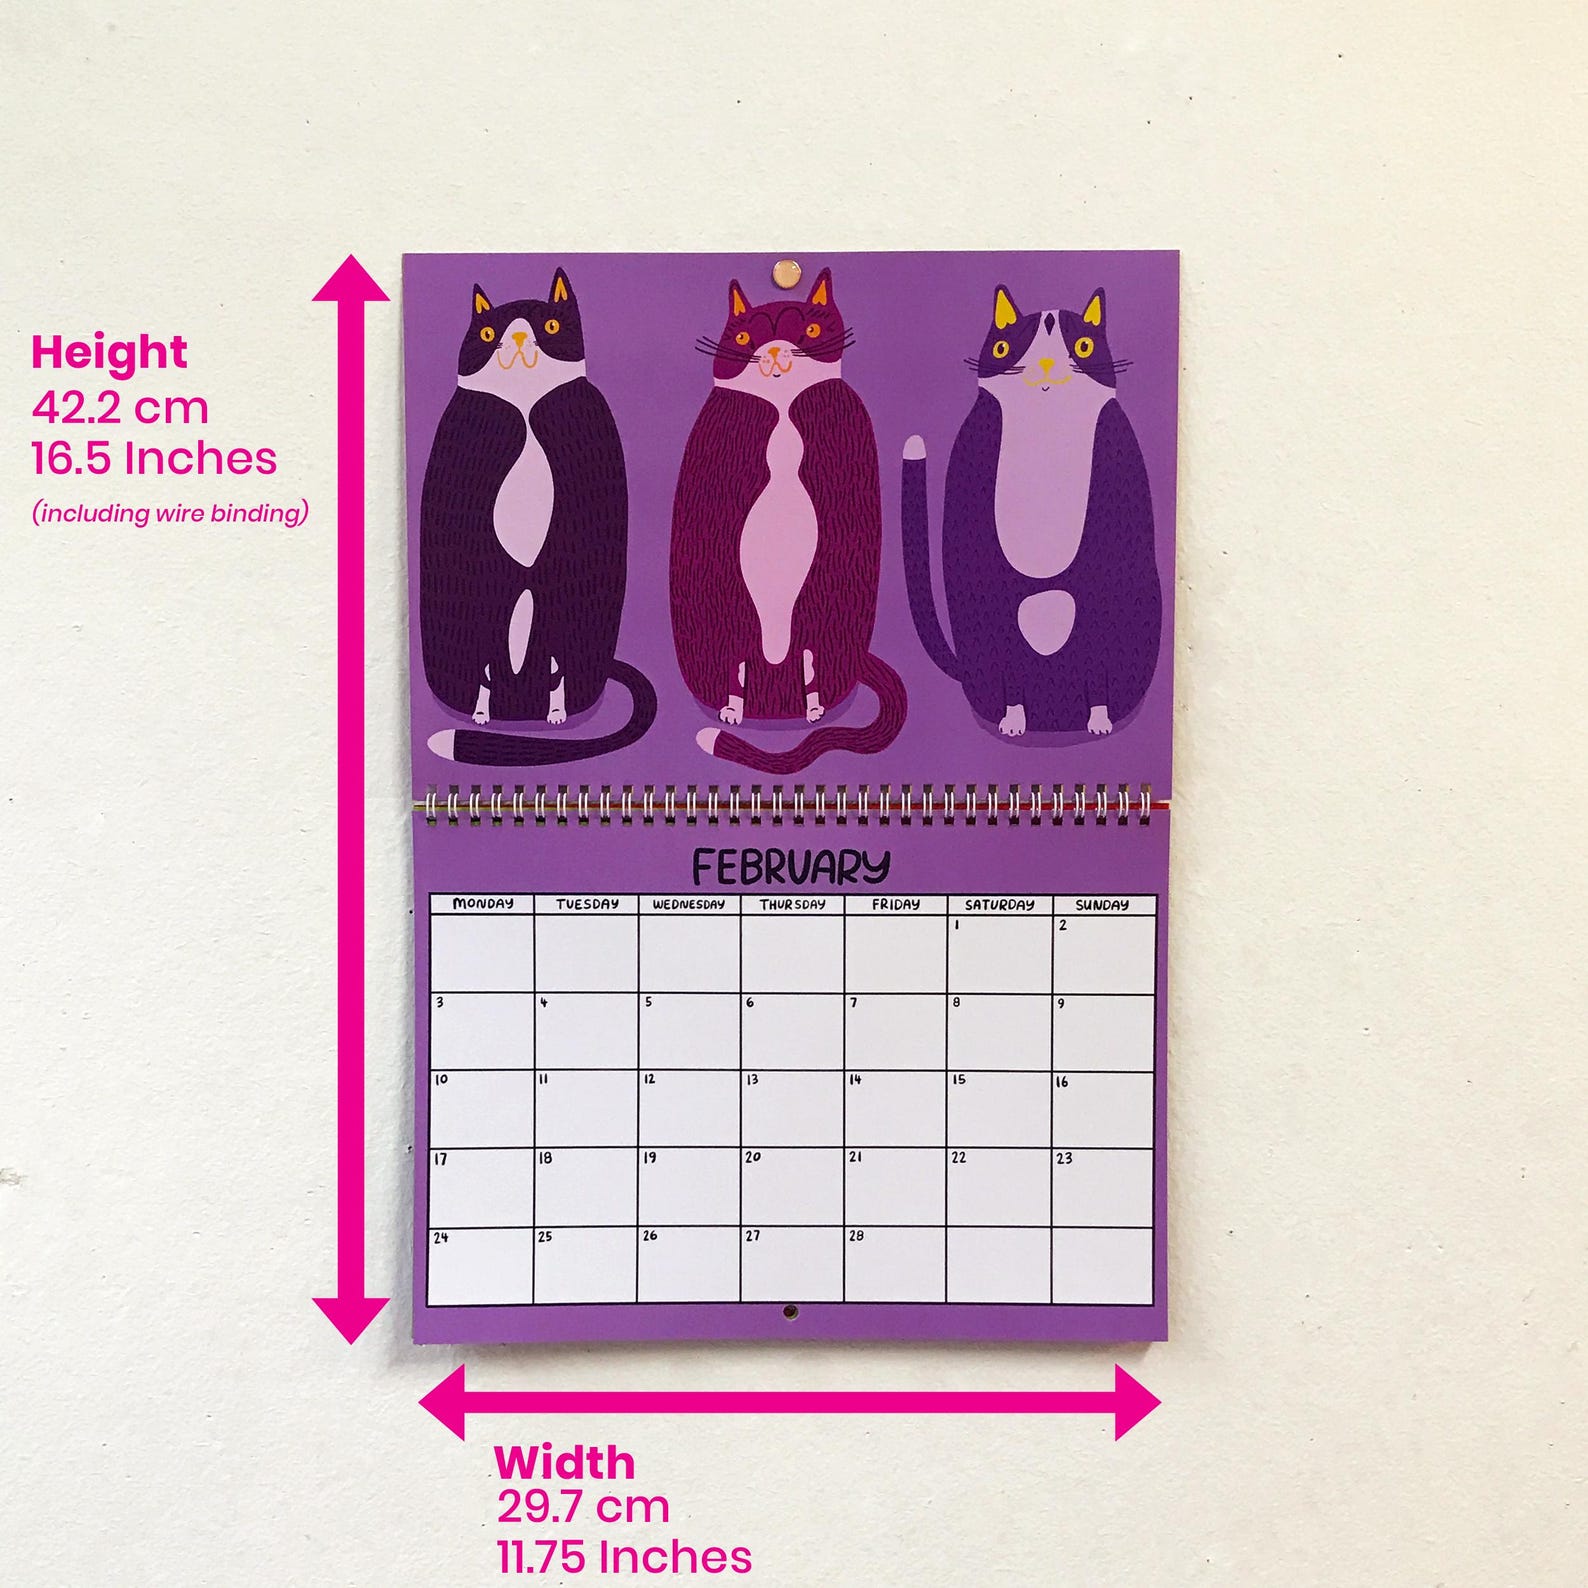 Height
42.2 cm
16.5 Inches
(including wire binding)
FEBRUARY
MONDAY TUESDAY WEDNESDAY THURSDAY FRIDAY SATURDAY SUNDAY
1 2
3 4 5 6 7 8 9
10 11 12 13 14 15 16
17 18 19 20 21 22 23
24 25 26 27 28
Width
29.7 cm
11.75 Inches